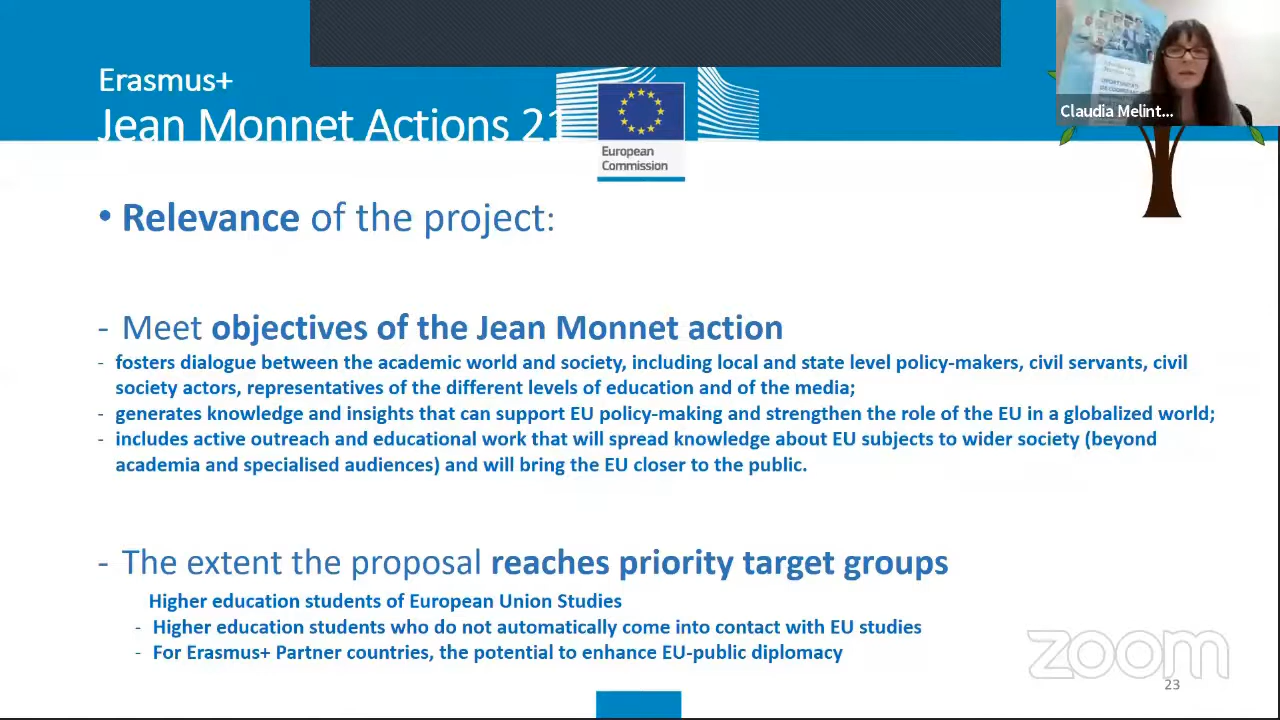 Erasmus+
Jean Monnet Actions 21
European
Commission
Claudia Melint...
• Relevance of the project:
- Meet objectives of the Jean Monnet action
- fosters dialogue between the academic world and society, including local and state level policy-makers, civil servants, civil
society actors, representatives of the different levels of education and of the media;
- generates knowledge and insights that can support EU policy-making and strengthen the role of the EU in a globalized world;
- includes active outreach and educational work that will spread knowledge about EU subjects to wider society (beyond
academia and specialised audiences) and will bring the EU closer to the public.
- The extent the proposal reaches priority target groups
Higher education students of European Union Studies
- Higher education students who do not automatically come into contact with EU studies
- For Erasmus+ Partner countries, the potential to enhance EU-public diplomacy
zoom
23